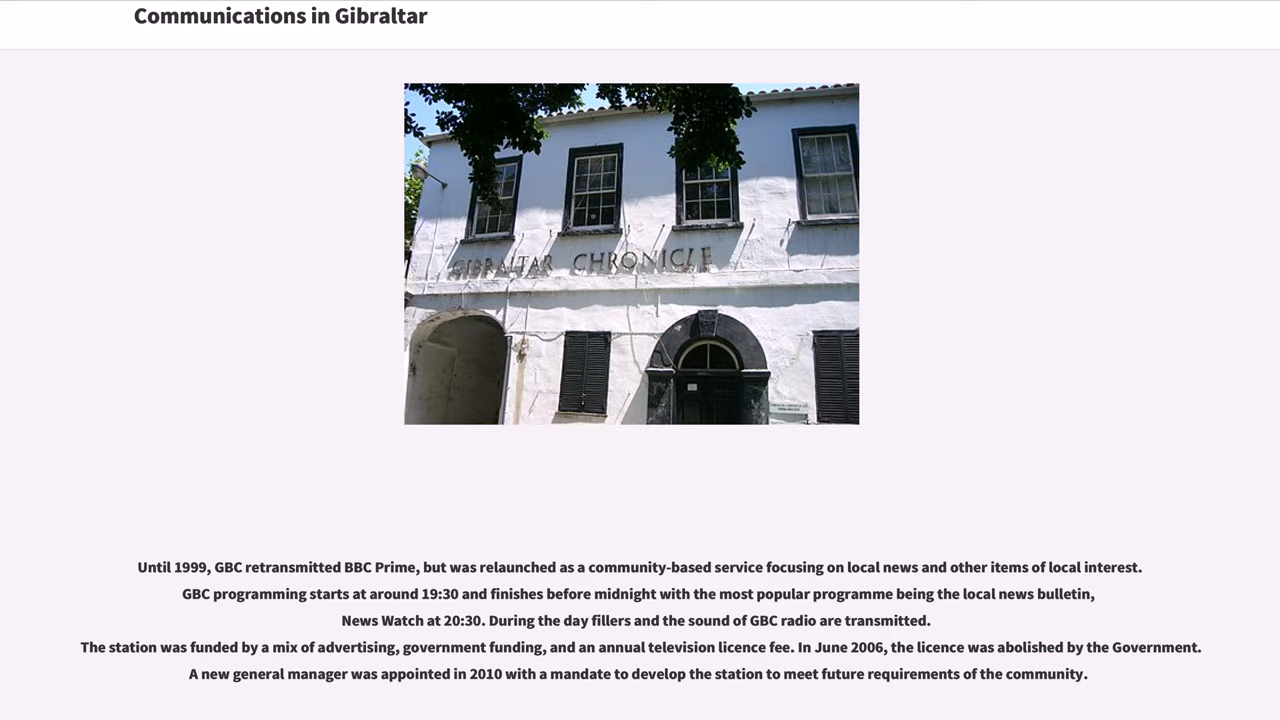 Communications in Gibraltar
GIBRALTAR CHRONICLE
Until 1999, GBC retransmitted BBC Prime, but was relaunched as a community-based service focusing on local news and other items of local interest.
GBC programming starts at around 19:30 and finishes before midnight with the most popular programme being the local news bulletin,
News Watch at 20:30. During the day fillers and the sound of GBC radio are transmitted.
The station was funded by a mix of advertising, government funding, and an annual television licence fee. In June 2006, the licence was abolished by the Government.
A new general manager was appointed in 2010 with a mandate to develop the station to meet future requirements of the community.